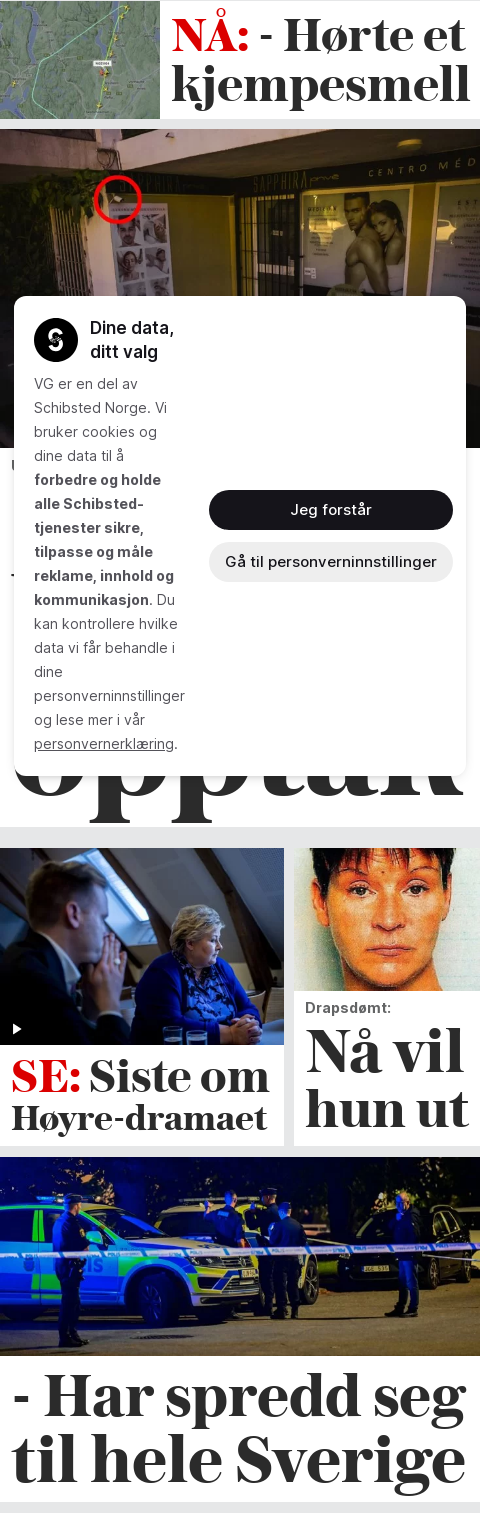 NÅ: - Hørte et
kjempesmell
SAPPHIRA privé
CENTRO MÉD
Dine data,
ditt valg
VG er en del av
Schibsted Norge. Vi
bruker cookies og
dine data til å
forbedre og holde
alle Schibsted-
tjenester sikre,
tilpasse og måle
reklame, innhold og
kommunikasjon. Du
kan kontrollere hvilke
data vi får behandle i
dine
personverninnstillinger
og lese mer i vår
personvernerklæring.
Jeg forstår
Gå til personverninnstillinger
opptak
SE: Siste om
Høyre-dramaet
Drapsdømt:
Nå vil
hun ut
- Har spredd seg
til hele Sverige